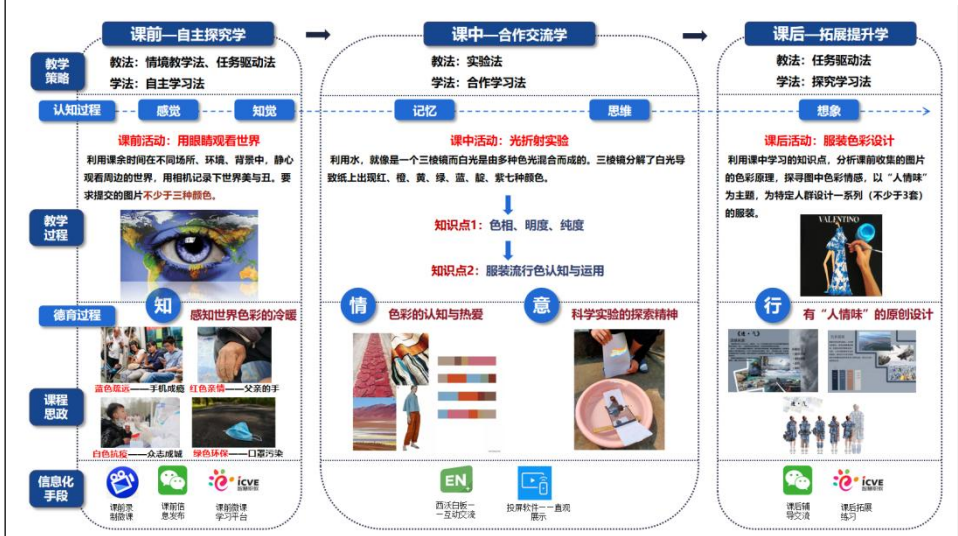 课前—自主探究学
课中—合作交流学
课后—拓展提升学
教学
策略
教法：情境教学法、任务驱动法
学法：自主学习法
教法：实验法
学法：合作学习法
教法：任务驱动法
学法：探究学习法
认知过程
感觉
知觉
记忆
思维
想象
教学
过程
课前活动：用眼睛观看世界
利用课余时间在不同场所、环境、背景中，静心
观看周边的世界，用相机记录下世界美与丑。要
求提交的图片不少于三种颜色。
课中活动：光折射实验
利用水，就像是一个三棱镜而白光是由多种色光混合而成的。三棱镜分解了白光导
致纸上出现红、橙、黄、绿、蓝、靛、紫七种颜色。
知识点1：色相、明度、纯度
知识点2：服装流行色认知与运用
课后活动：服装色彩设计
利用课中学习的知识点，分析课前收集的图片
的色彩原理，探寻图中色彩情感，以“人情味”
为主题，为特定人群设计一系列（不少于3套）
的服装。
VALENTINO
德育过程
知
感知世界色彩的冷暖
情
色彩的认知与热爱
意
科学实验的探索精神
行
有“人情味”的原创设计
课程
思政
蓝色疏远——手机成瘾
红色亲情——父亲的手
白色抗疫——众志成城
绿色环保——口罩污染
信息化
手段
课前录
制微课
课前信
息发布
icve
智慧职教
课前微课
学习平台
EN
西沃白板—
—互动交流
投屏软件——直观
展示
课后辅
导交流
icve
智慧职教
课后拓展
练习